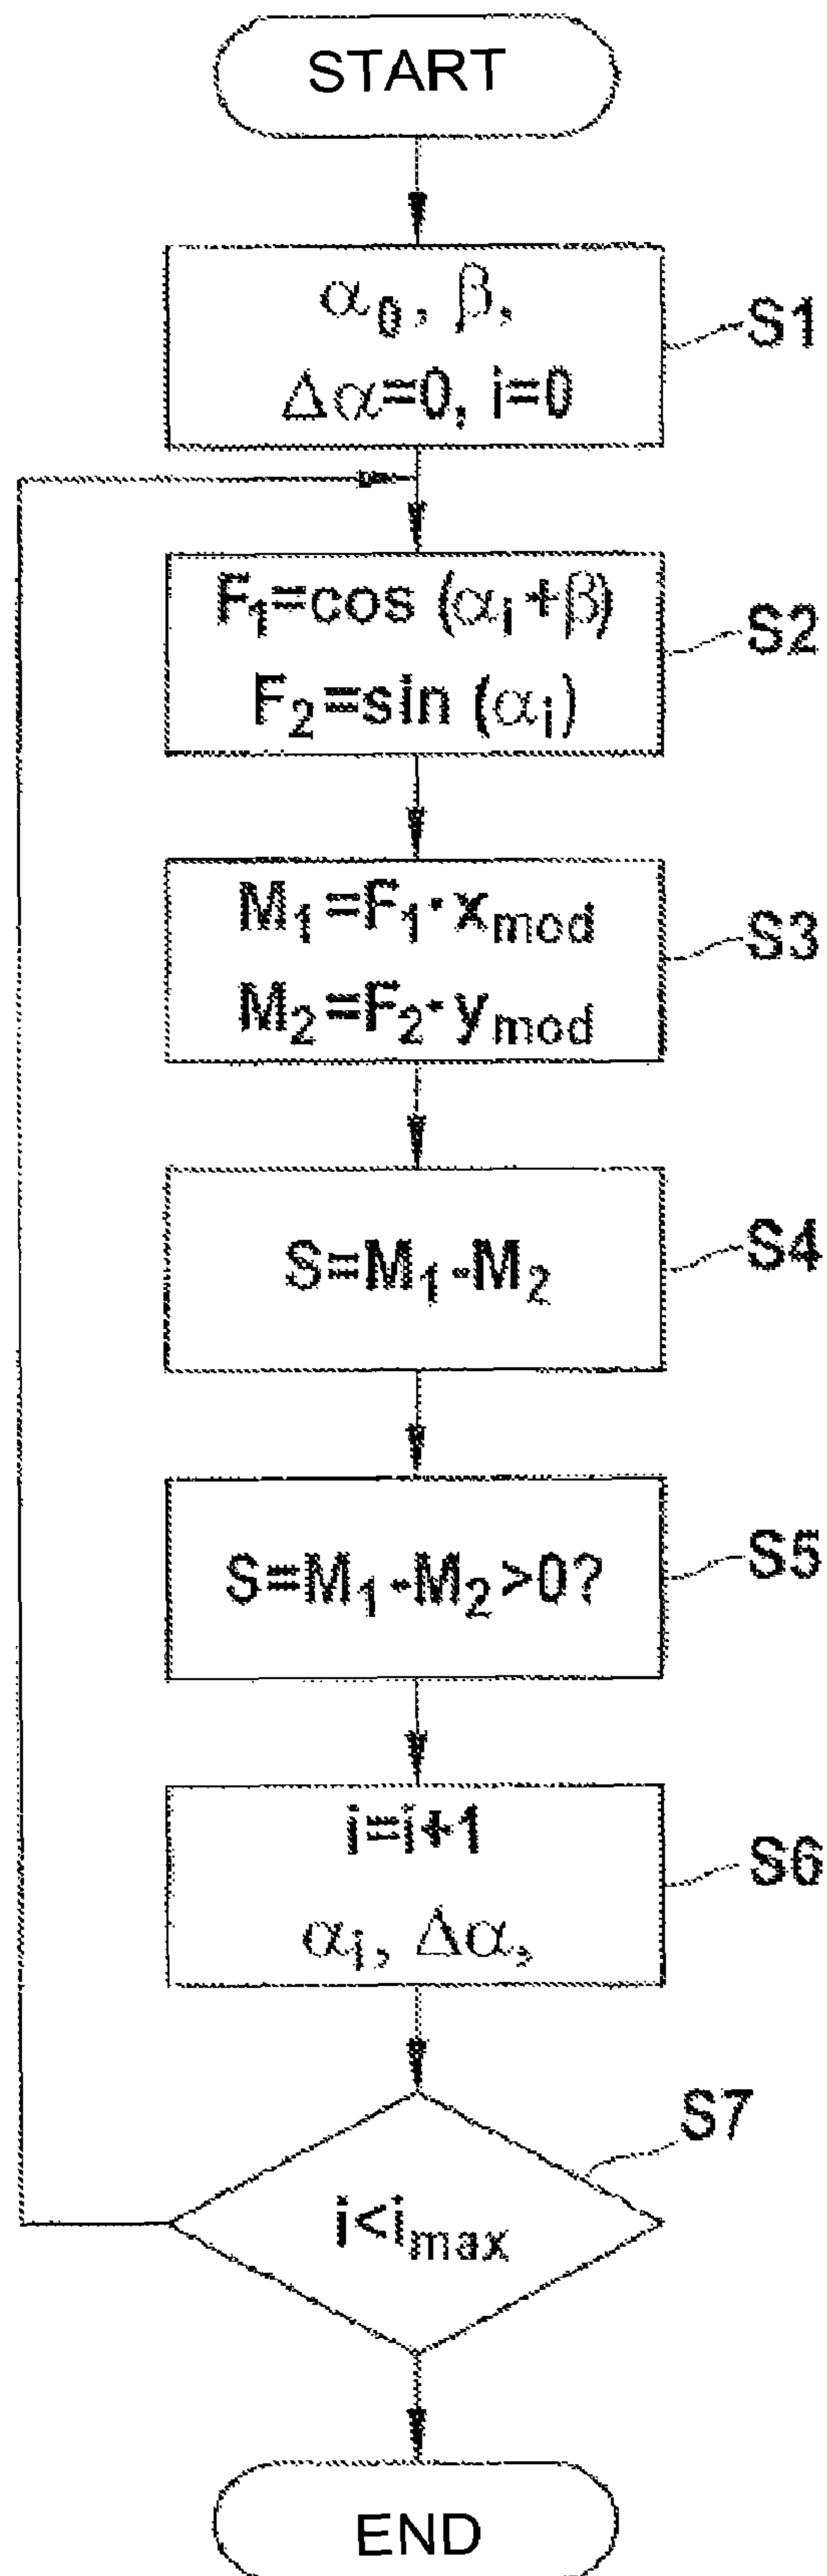 START
α₀, β,
Δα=0, i=0
S1
F₁=cos (αᵢ+β)
F₂=sin (αᵢ)
S2
M₁=F₁·xmod
M₂=F₂·ymod
S3
S=M₁-M₂
S4
S=M₁-M₂>0?
S5
i=i+1
αᵢ, Δα,
S6
i<imax
S7
END